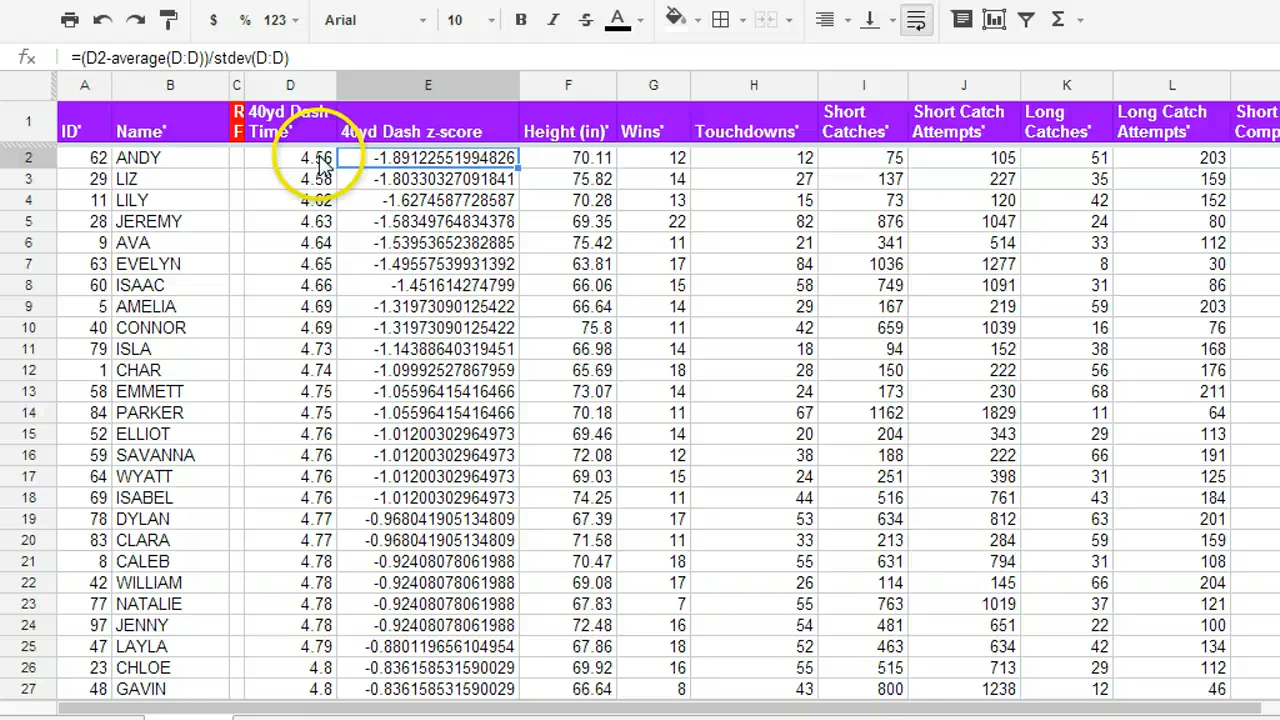 $ % 123 Arial 10 B I S A Σ
fx =(D2-average(D:D))/stdev(D:D)
A B C D E F G H I J K L
1 ID* Name* R F 40yd Dash Time* 40yd Dash z-score Height (in)* Wins* Touchdowns* Short Catches* Short Catch Attempts* Long Catches* Long Catch Attempts* Short Comp
2 62 ANDY 4.56 -1.89122551994826 70.11 12 12 75 105 51 203
3 29 LIZ 4.58 -1.80330327091841 75.82 14 27 137 227 35 159
4 11 LILY 4.62 -1.6274587728587 70.28 13 15 73 120 42 152
5 28 JEREMY 4.63 -1.58349764834378 69.35 22 82 876 1047 24 80
6 9 AVA 4.64 -1.53953652382885 75.42 11 21 341 514 33 112
7 63 EVELYN 4.65 -1.49557539931392 63.81 17 84 1036 1277 8 30
8 60 ISAAC 4.66 -1.451614274799 66.06 15 58 749 1091 31 86
9 5 AMELIA 4.69 -1.31973090125422 66.64 14 29 167 219 59 203
10 40 CONNOR 4.69 -1.31973090125422 75.8 11 42 659 1039 16 76
11 79 ISLA 4.73 -1.14388640319451 66.98 14 18 94 152 38 168
12 1 CHAR 4.74 -1.09992527867959 65.69 18 28 150 222 56 176
13 58 EMMETT 4.75 -1.05596415416466 73.07 14 24 173 230 68 211
14 84 PARKER 4.75 -1.05596415416466 70.18 11 67 1162 1829 11 64
15 52 ELLIOT 4.76 -1.01200302964973 69.46 14 20 204 343 29 113
16 59 SAVANNA 4.76 -1.01200302964973 72.08 12 38 188 222 66 191
17 64 WYATT 4.76 -1.01200302964973 69.03 15 24 251 398 31 125
18 69 ISABEL 4.76 -1.01200302964973 74.25 11 44 516 761 43 184
19 78 DYLAN 4.77 -0.968041905134809 67.39 17 53 634 812 63 201
20 83 CLARA 4.77 -0.968041905134809 71.58 11 33 213 284 59 159
21 8 CALEB 4.78 -0.92408078061988 70.47 18 55 631 794 31 108
22 42 WILLIAM 4.78 -0.92408078061988 69.08 17 26 114 145 66 204
23 77 NATALIE 4.78 -0.92408078061988 67.83 7 55 763 1019 37 121
24 97 JENNY 4.78 -0.92408078061988 72.48 16 54 481 651 22 100
25 47 LAYLA 4.79 -0.880119656104954 67.86 18 52 463 634 42 134
26 23 CHLOE 4.8 -0.836158531590029 69.92 16 55 515 713 29 112
27 48 GAVIN 4.8 -0.836158531590029 66.64 8 43 800 1238 12 46